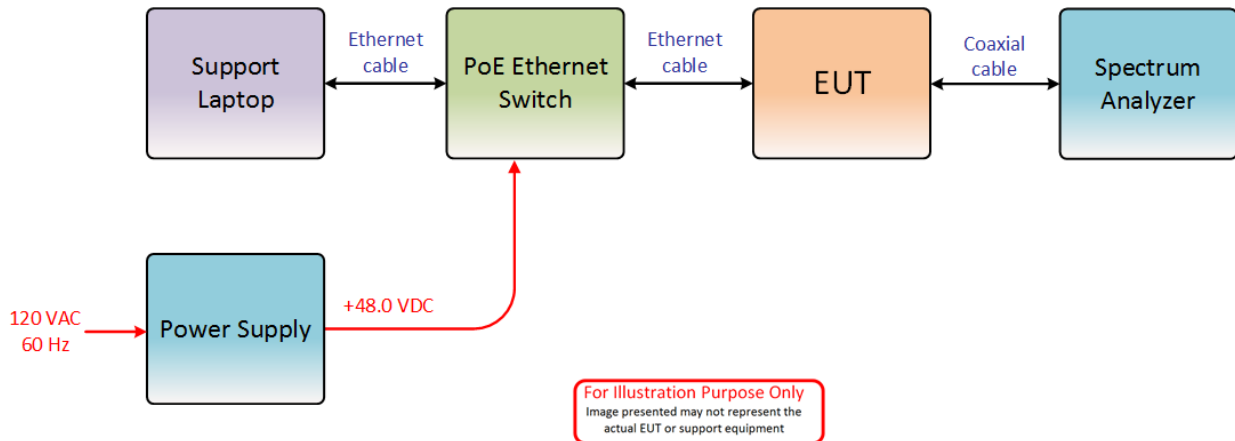 Support
Laptop
Ethernet
cable
PoE Ethernet
Switch
Ethernet
cable
EUT
Coaxial
cable
Spectrum
Analyzer
120 VAC
60 Hz
Power Supply
+48.0 VDC
For Illustration Purpose Only
Image presented may not represent the
actual EUT or support equipment